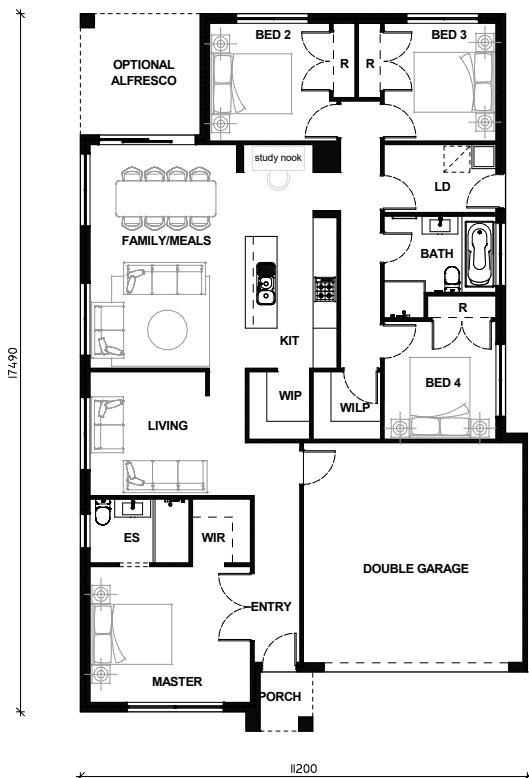 BED 2
BED 3
OPTIONAL
ALFRESCO
R
R
study nook
LD
FAMILY/MEALS
BATH
R
KIT
17490
BED 4
WIP
WILP
LIVING
ES
WIR
DOUBLE GARAGE
ENTRY
MASTER
PORCH
11200